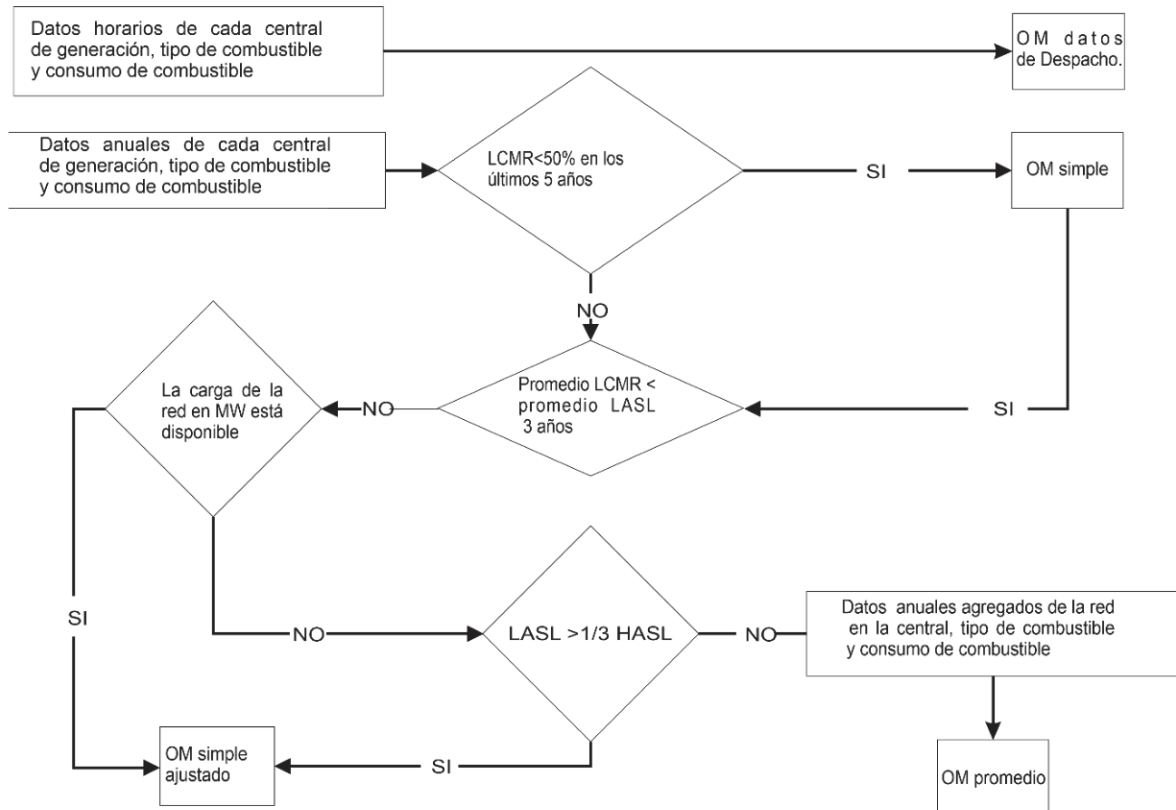 Datos horarios de cada central
de generación, tipo de combustible
y consumo de combustible
OM datos
de Despacho.
Datos anuales de cada central
de generación, tipo de combustible
y consumo de combustible
LCMR<50% en los
últimos 5 años
SI
OM simple
NO
La carga de la
red en MW está
disponible
NO
Promedio LCMR <
promedio LASL
3 años
SI
SI
NO
LASL >1/3 HASL
NO
Datos anuales agregados de la red
en la central, tipo de combustible
y consumo de combustible
OM simple
ajustado
SI
OM promedio